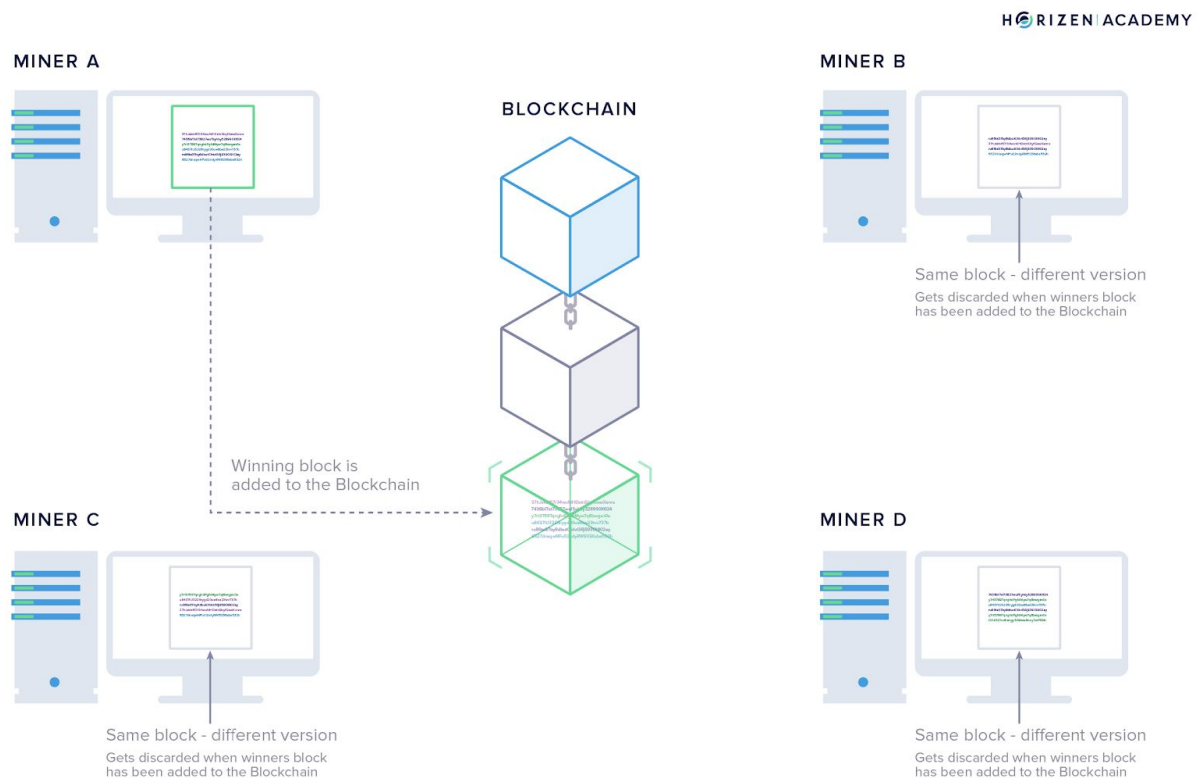 HORIZEN | ACADEMY
MINER A
MINER B
BLOCKCHAIN
Same block - different version
Gets discarded when winners block
has been added to the Blockchain
Winning block is
added to the Blockchain
MINER C
MINER D
Same block - different version
Gets discarded when winners block
has been added to the Blockchain
Same block - different version
Gets discarded when winners block
has been added to the Blockchain